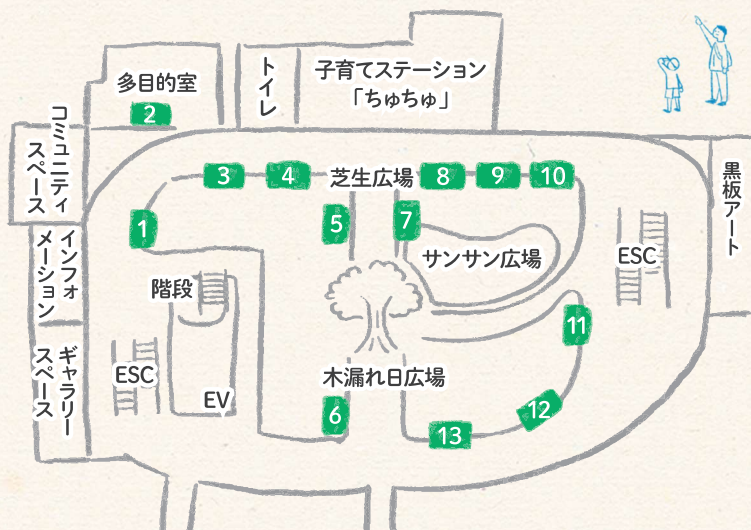 多目的室
2
トイレ
子育てステーション
「ちゅちゅ」
コミュニティ
スペース
3
4
芝生広場
8
9
10
黒板アート
1
5
7
インフォ
メーション
サンサン広場
ESC
階段
11
ギャラリー
スペース
ESC
木漏れ日広場
EV
6
12
13